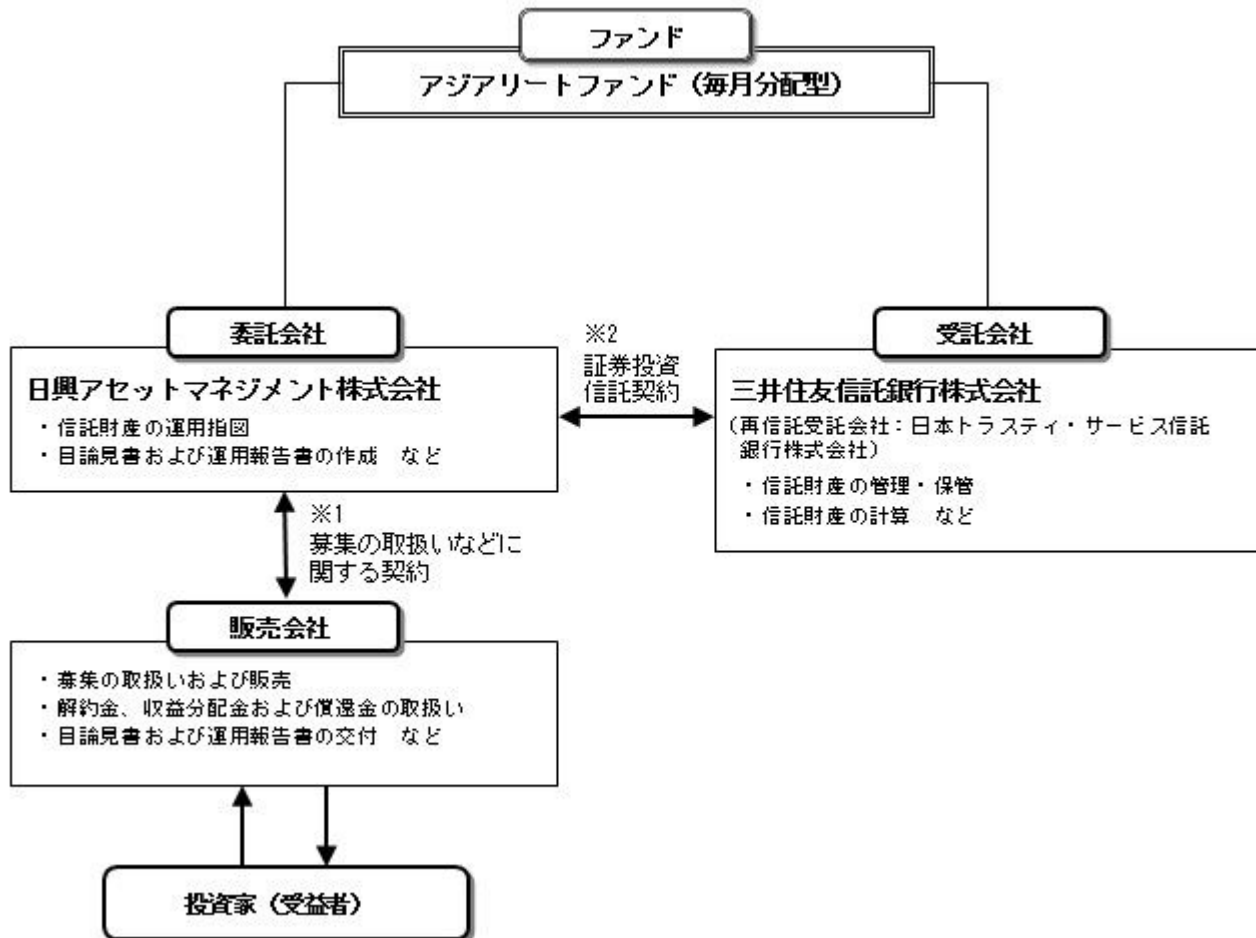 ファンド
アジアリートファンド（毎月分配型）
委託会社
日興アセットマネジメント株式会社
・信託財産の運用指図
・目論見書および運用報告書の作成　など
※2
証券投資
信託契約
受託会社
三井住友信託銀行株式会社
（再信託受託会社：日本トラスティ・サービス信託
銀行株式会社）
・信託財産の管理・保管
・信託財産の計算　など
※1
募集の取扱いなどに
関する契約
販売会社
・募集の取扱いおよび販売
・解約金、収益分配金および償還金の取扱い
・目論見書および運用報告書の交付　など
投資家（受益者）